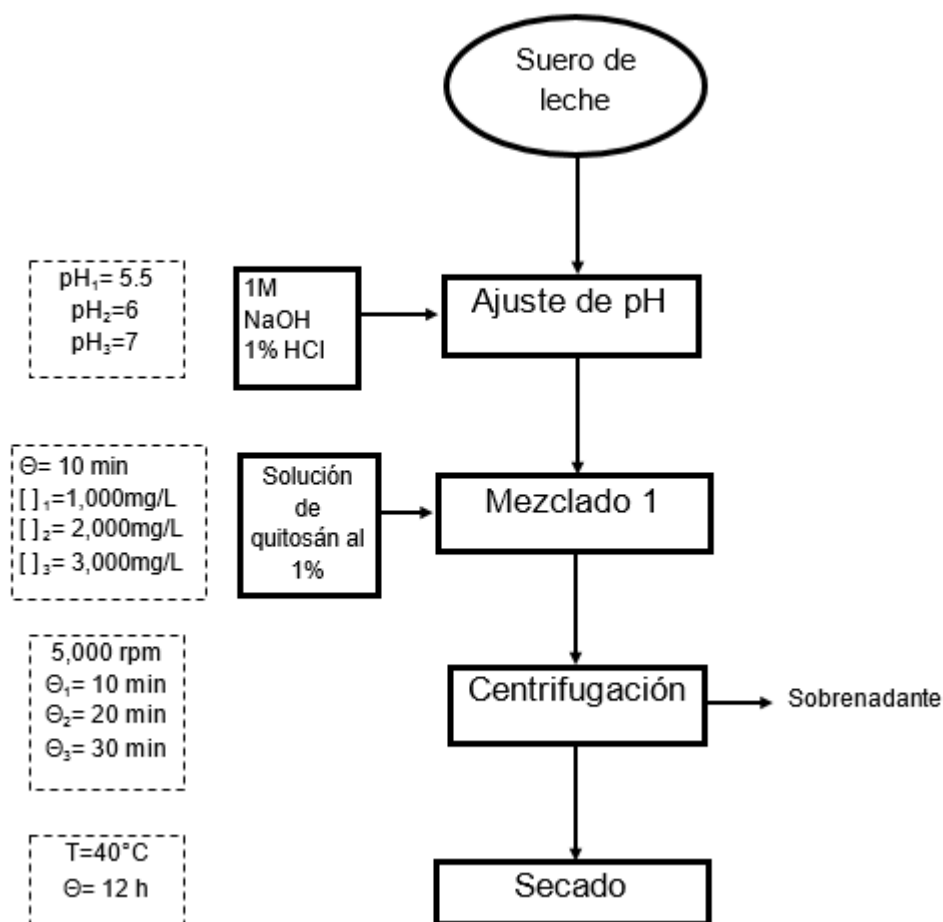 Suero de
leche
pH₁= 5.5
pH₂=6
pH₃=7
1M
NaOH
1% HCl
Ajuste de pH
Θ= 10 min
[ ]₁=1,000mg/L
[ ]₂= 2,000mg/L
[ ]₃= 3,000mg/L
Solución
de
quitosán al
1%
Mezclado 1
5,000 rpm
Θ₁= 10 min
Θ₂= 20 min
Θ₃= 30 min
Centrifugación
Sobrenadante
T=40°C
Θ= 12 h
Secado